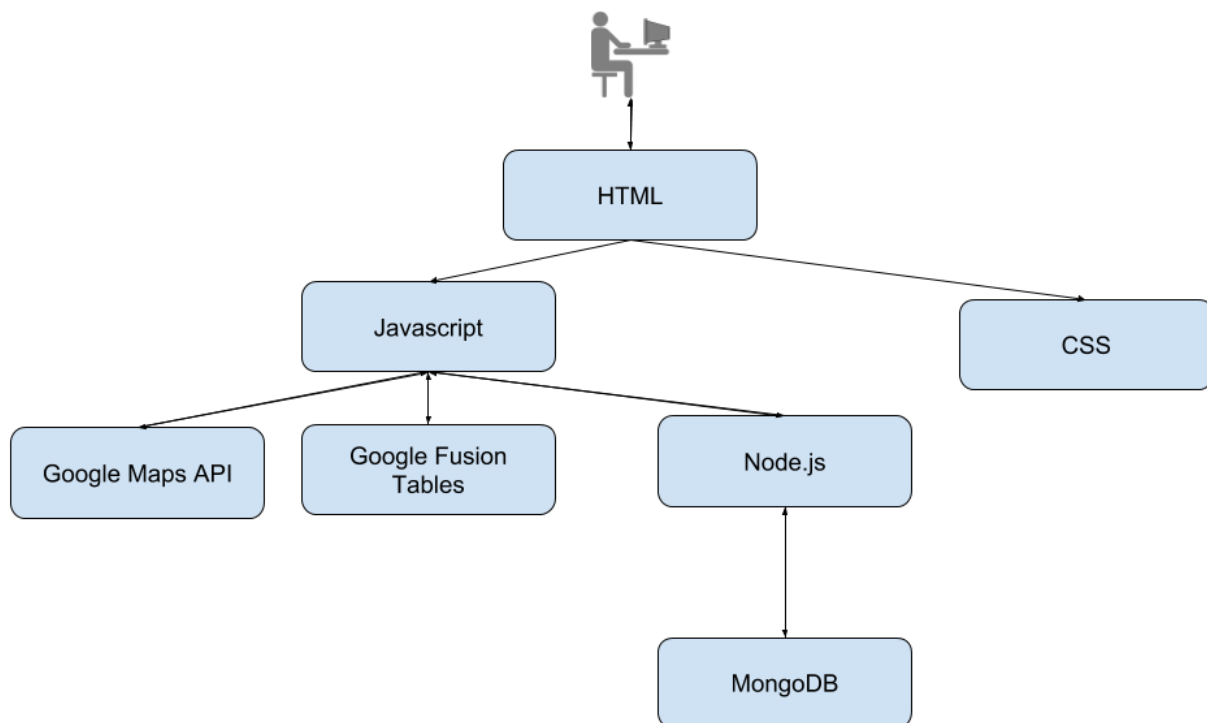 HTML
Javascript
CSS
Google Maps API
Google Fusion
Tables
Node.js
MongoDB